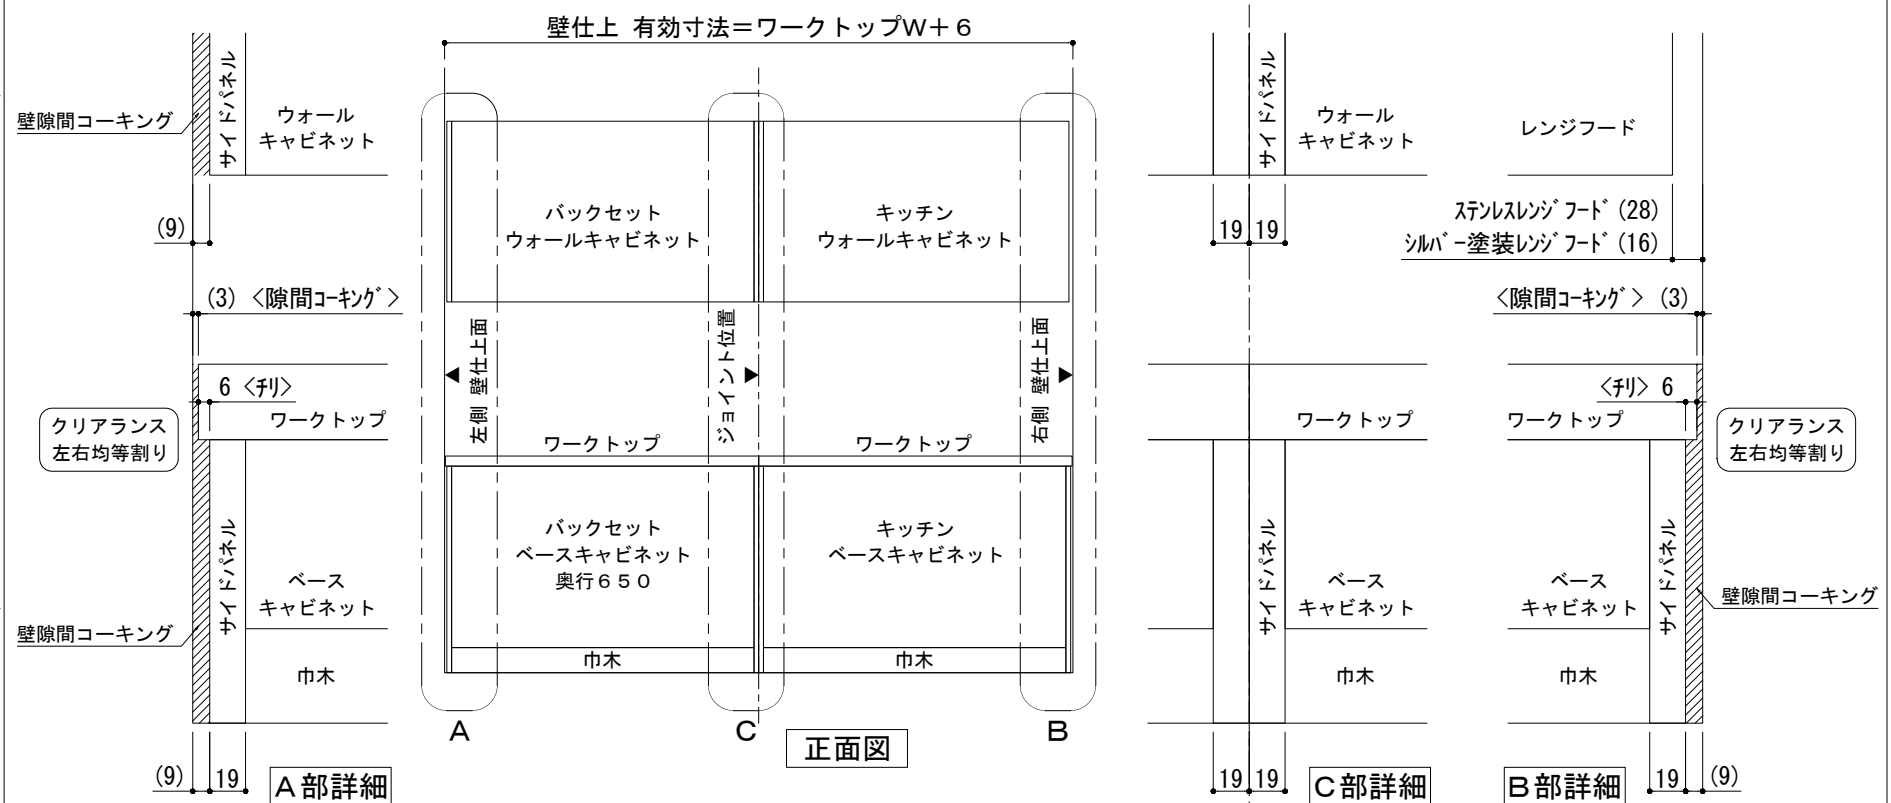 壁仕上 有効寸法＝ワークトップW＋６
壁隙間コーキング
サイドパネル
ウォール
キャビネット
(9)
(3) <隙間ｺｰｷﾝｸﾞ>
6 <ﾁﾘ>
ワークトップ
クリアランス
左右均等割り
サイドパネル
ベース
キャビネット
壁隙間コーキング
巾木
(9)
19
Ａ部詳細
バックセット
ウォールキャビネット
キッチン
ウォールキャビネット
左側 壁仕上面
ジョイント位置
右側 壁仕上面
ワークトップ
ワークトップ
バックセット
ベースキャビネット
奥行６５０
キッチン
ベースキャビネット
巾木
巾木
A
C
B
正面図
サイドパネル
ウォール
キャビネット
19
19
ワークトップ
サイドパネル
ベース
キャビネット
巾木
19
19
Ｃ部詳細
レンジフード
ｽﾃﾝﾚｽﾚﾝｼﾞﾌｰﾄﾞ(28)
ｼﾙﾊﾞｰ塗装ﾚﾝｼﾞﾌｰﾄﾞ(16)
<隙間ｺｰｷﾝｸﾞ> (3)
<ﾁﾘ> 6
ワークトップ
クリアランス
左右均等割り
サイドパネル
ベース
キャビネット
壁隙間コーキング
巾木
Ｂ部詳細
19
(9)